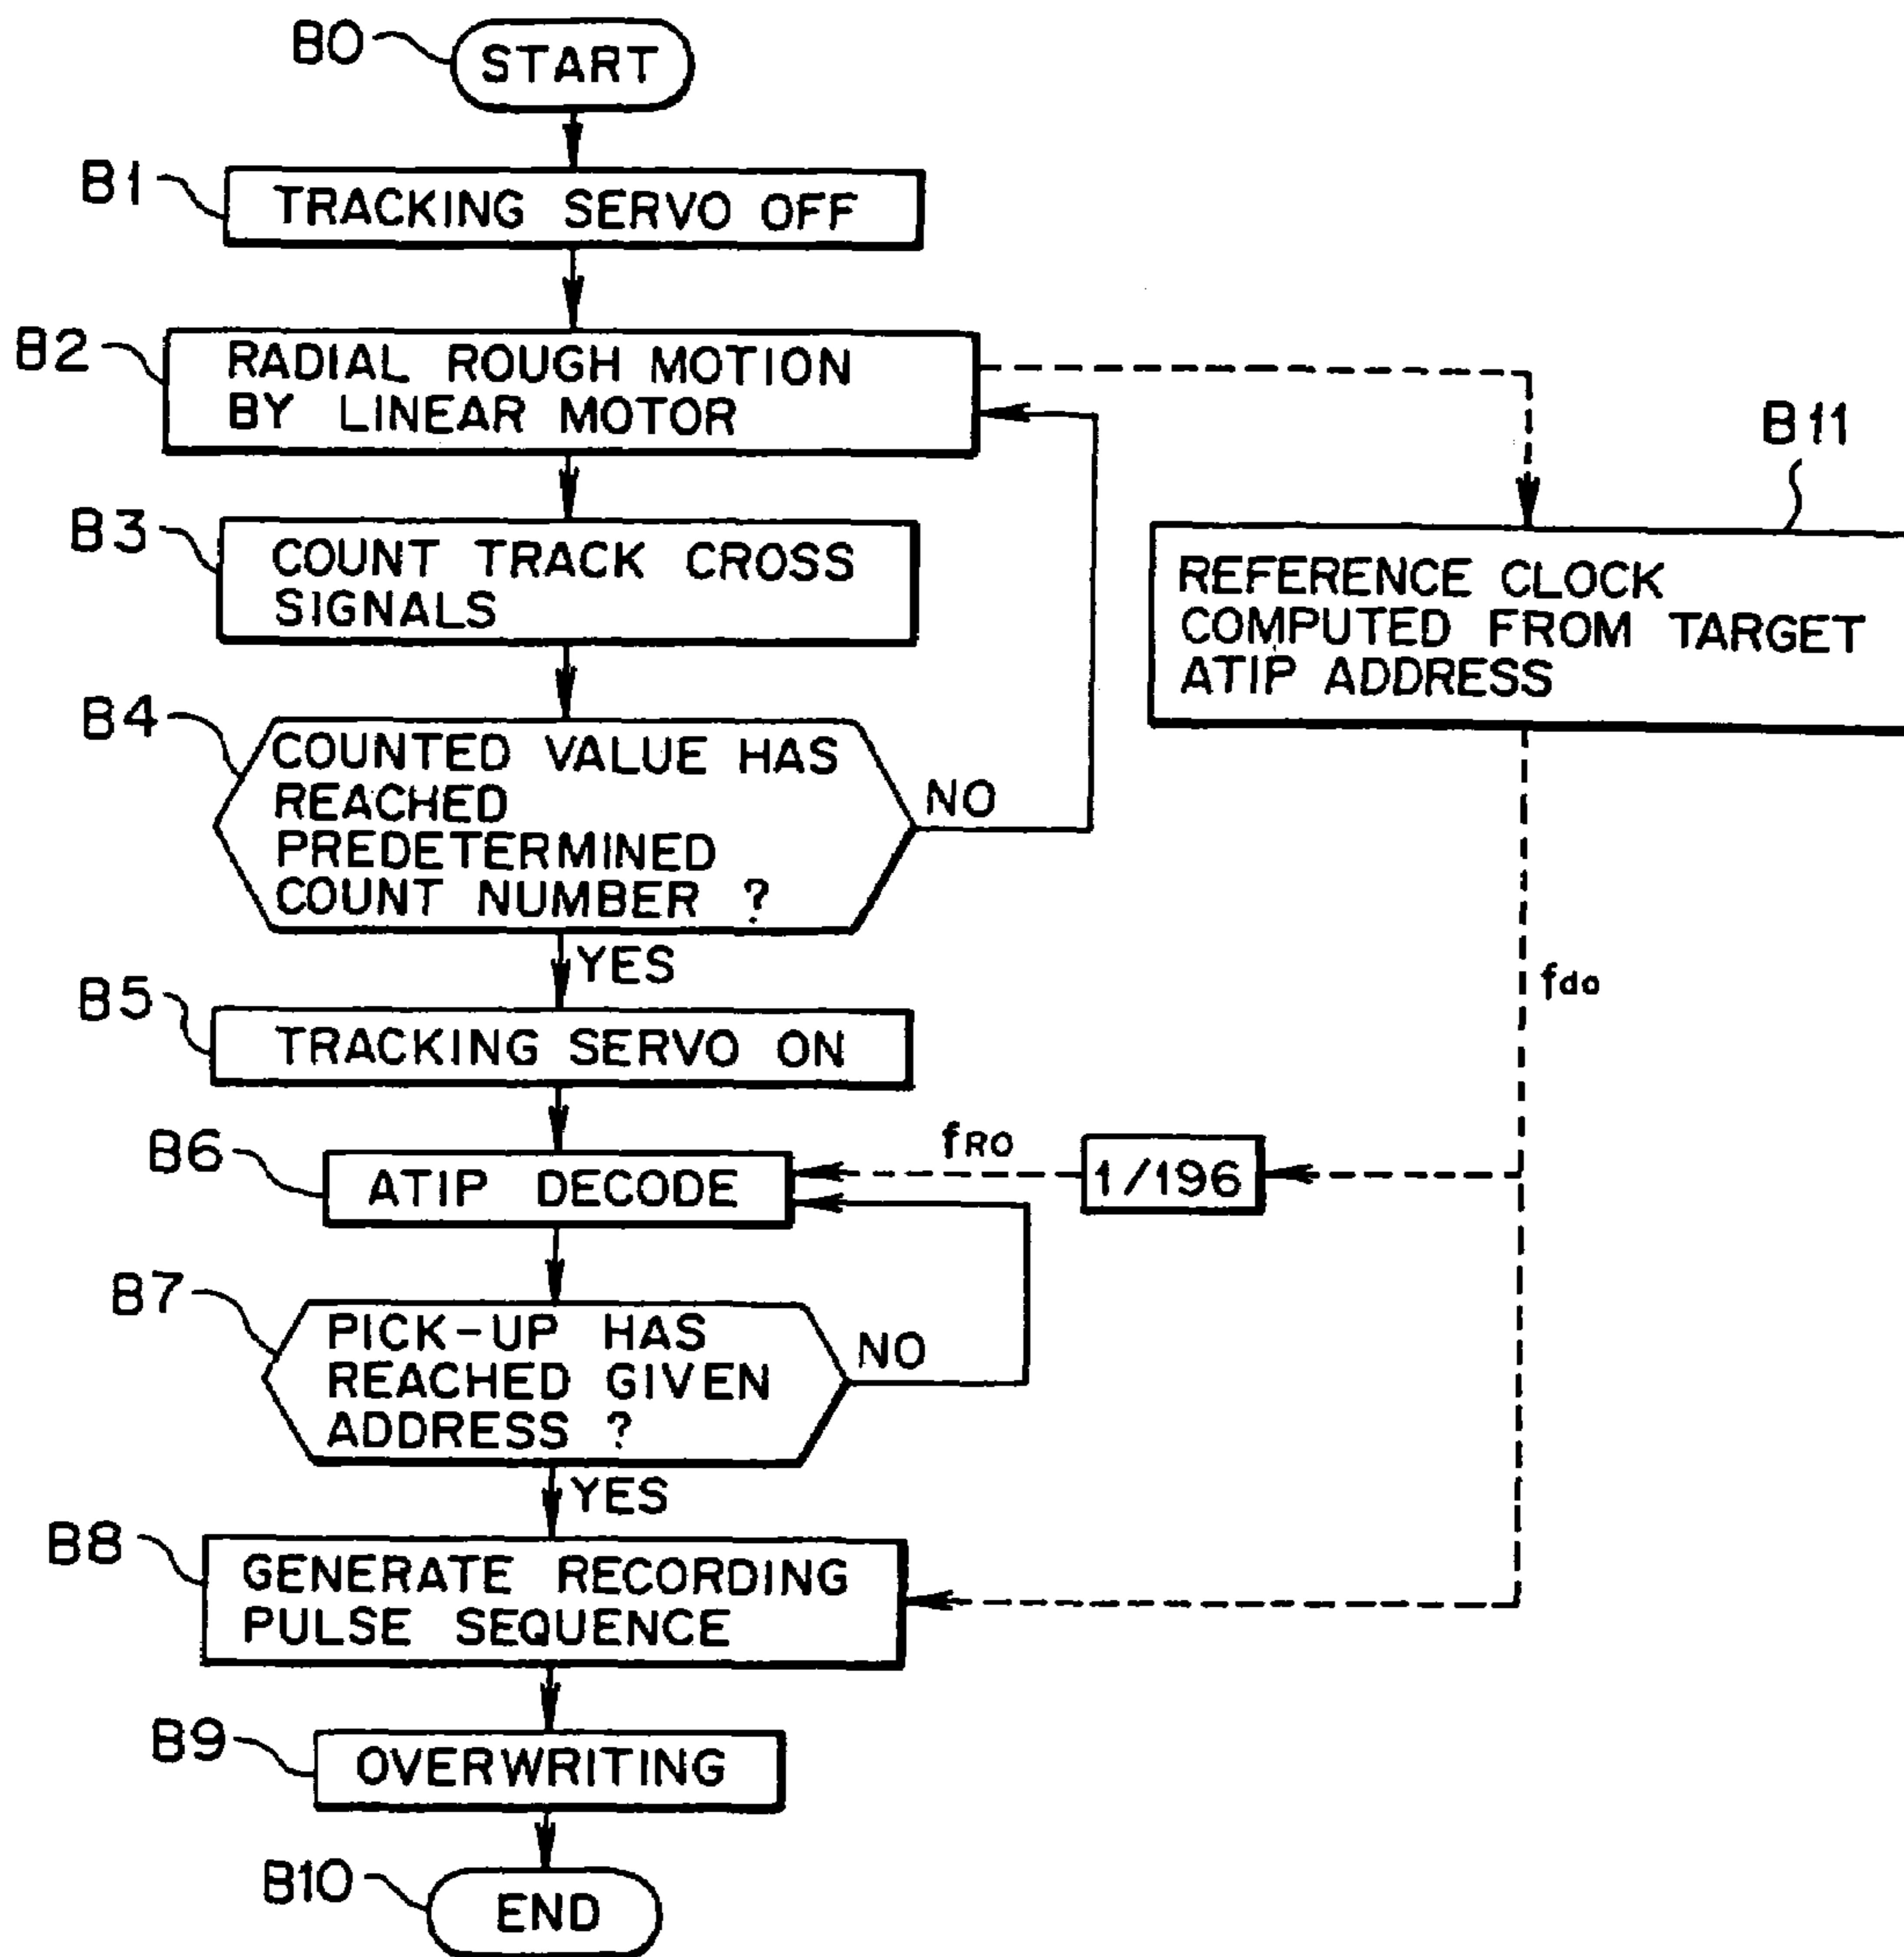 B0
START
B1
TRACKING SERVO OFF
B2
RADIAL ROUGH MOTION
BY LINEAR MOTOR
B11
REFERENCE CLOCK
COMPUTED FROM TARGET
ATIP ADDRESS
B3
COUNT TRACK CROSS
SIGNALS
B4
COUNTED VALUE HAS
REACHED
PREDETERMINED
COUNT NUMBER ?
NO
YES
fdo
B5
TRACKING SERVO ON
B6
ATIP DECODE
fRO
1/196
B7
PICK-UP HAS
REACHED GIVEN
ADDRESS ?
NO
YES
B8
GENERATE RECORDING
PULSE SEQUENCE
B9
OVERWRITING
B10
END